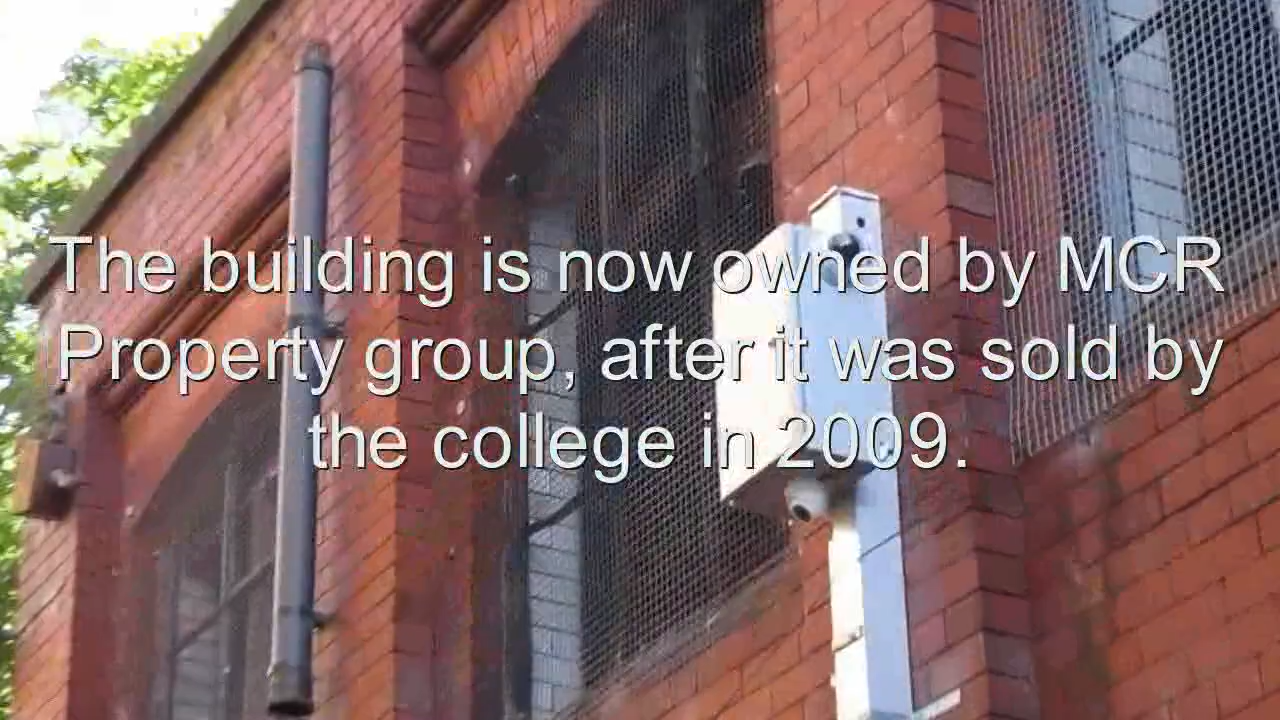 The building is now owned by MCR
Property group, after it was sold by
the college in 2009.